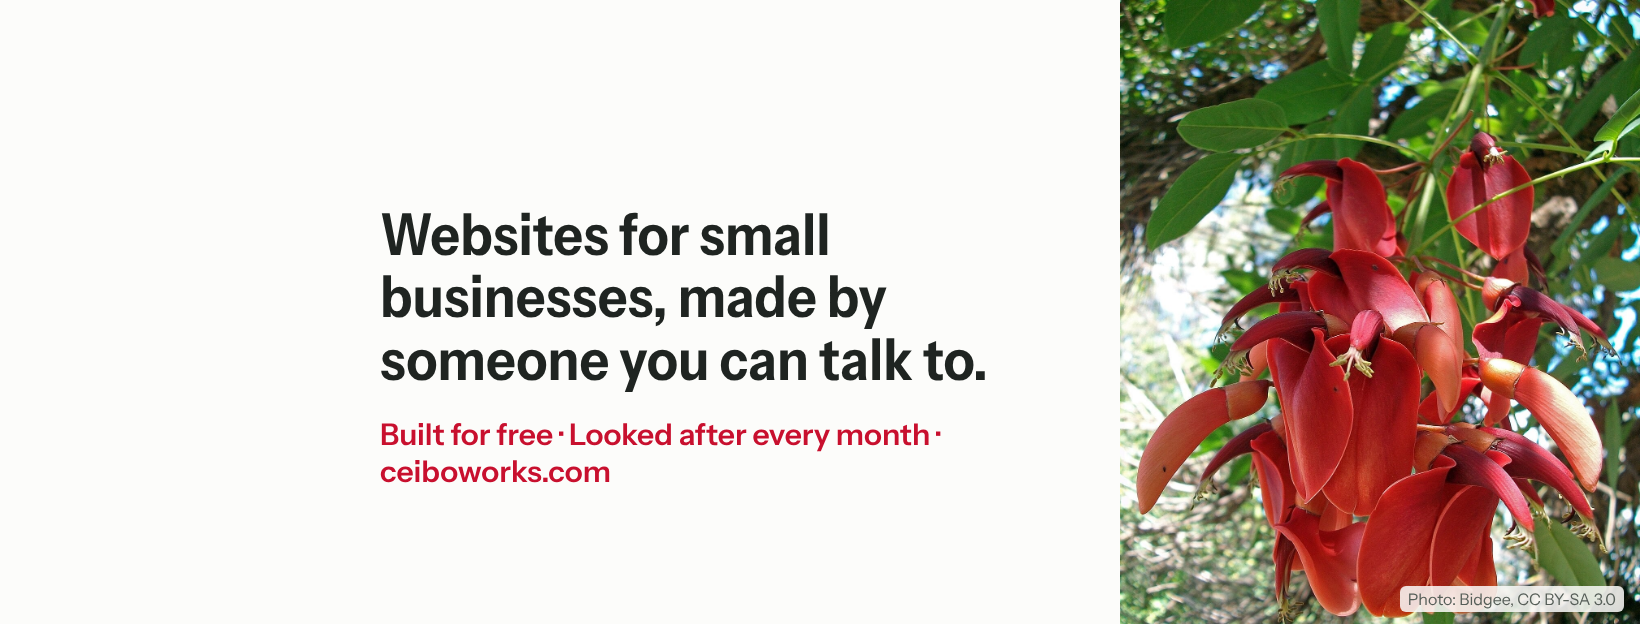 Websites for small
businesses, made by
someone you can talk to.
Built for free · Looked after every month ·
ceiboworks.com
Photo: Bidgee, CC BY-SA 3.0